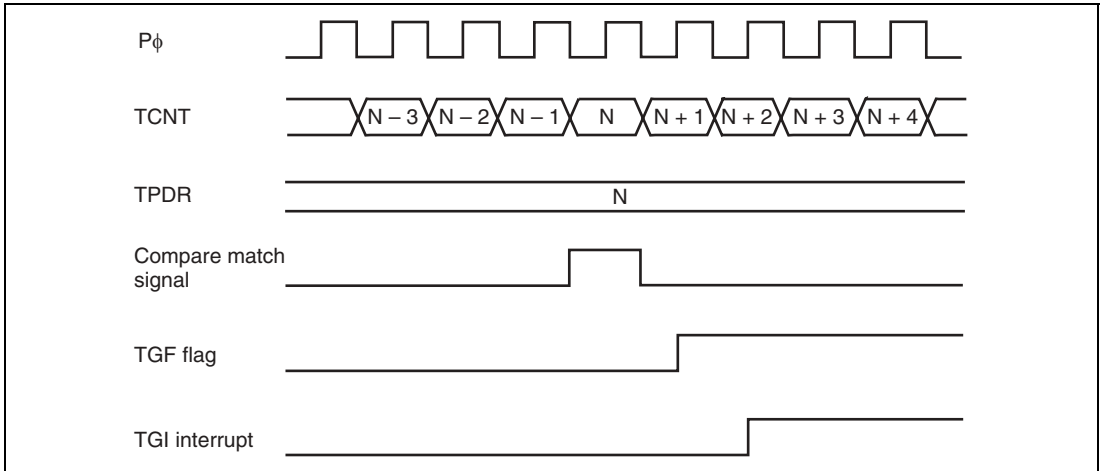 Pϕ
TCNT
N – 3 N – 2 N – 1 N N + 1 N + 2 N + 3 N + 4
TPDR
N
Compare match
signal
TGF flag
TGI interrupt